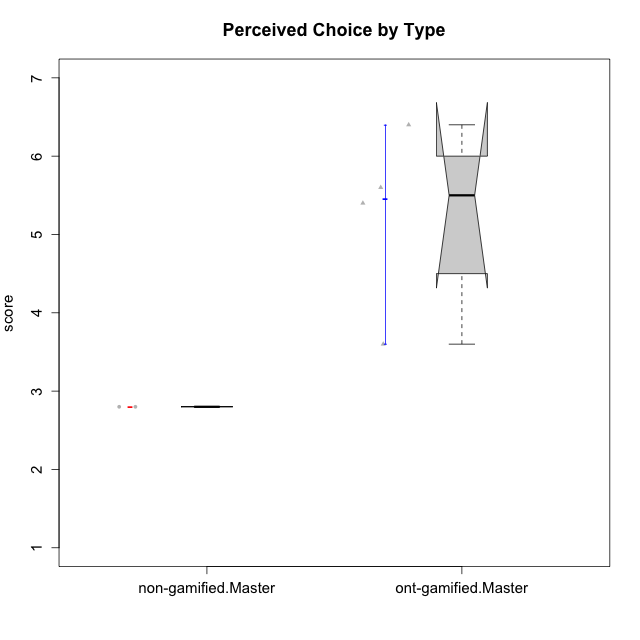 Perceived Choice by Type
7
6
5
4
3
2
1
score
non-gamified.Master
ont-gamified.Master